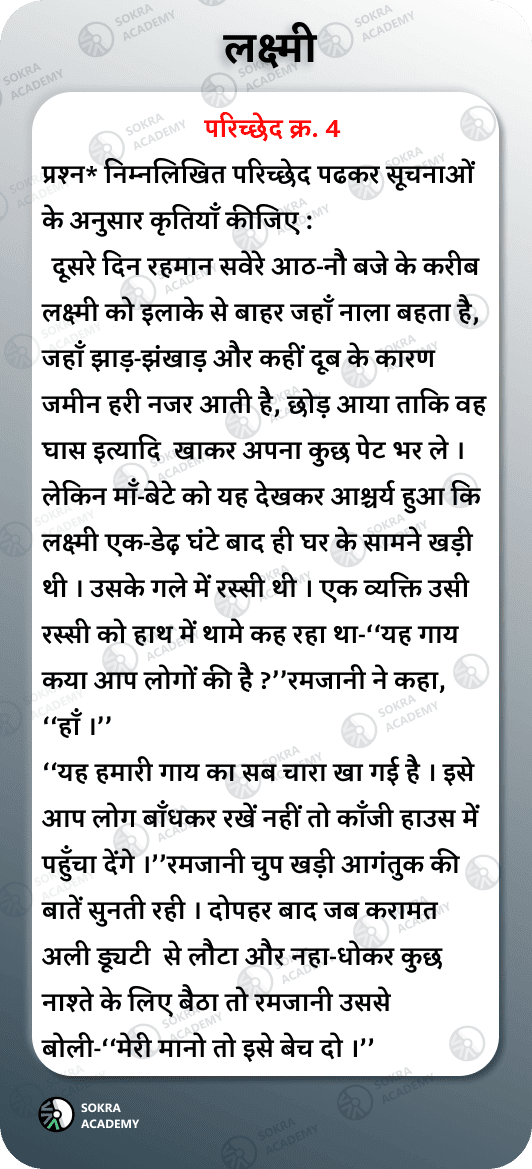 लक्ष्मी
परिच्छेद क्र. 4
प्रश्न* निम्नलिखित परिच्छेद पढकर सूचनाओं
के अनुसार कृतियाँ कीजिए :
दूसरे दिन रहमान सवेरे आठ-नौ बजे के करीब
लक्ष्मी को इलाके से बाहर जहाँ नाला बहता है,
जहाँ झाड़-झंखाड़ और कहीं दूब के कारण
जमीन हरी नजर आती है, छोड़ आया ताकि वह
घास इत्यादि खाकर अपना कुछ पेट भर ले ।
लेकिन माँ-बेटे को यह देखकर आश्चर्य हुआ कि
लक्ष्मी एक-डेढ़ घंटे बाद ही घर के सामने खड़ी
थी । उसके गले में रस्सी थी । एक व्यक्ति उसी
रस्सी को हाथ में थामे कह रहा था-‘‘यह गाय
कया आप लोगों की है ?’’रमजानी ने कहा,
‘‘हाँ ।’’
‘‘यह हमारी गाय का सब चारा खा गई है । इसे
आप लोग बाँधकर रखें नहीं तो काँजी हाउस में
पहुँचा देंगे ।’’रमजानी चुप खड़ी आगंतुक की
बातें सुनती रही । दोपहर बाद जब करामत
अली ड्यूटी से लौटा और नहा-धोकर कुछ
नाश्ते के लिए बैठा तो रमजानी उससे
बोली-‘‘मेरी मानो तो इसे बेच दो ।’’
SOKRA
ACADEMY